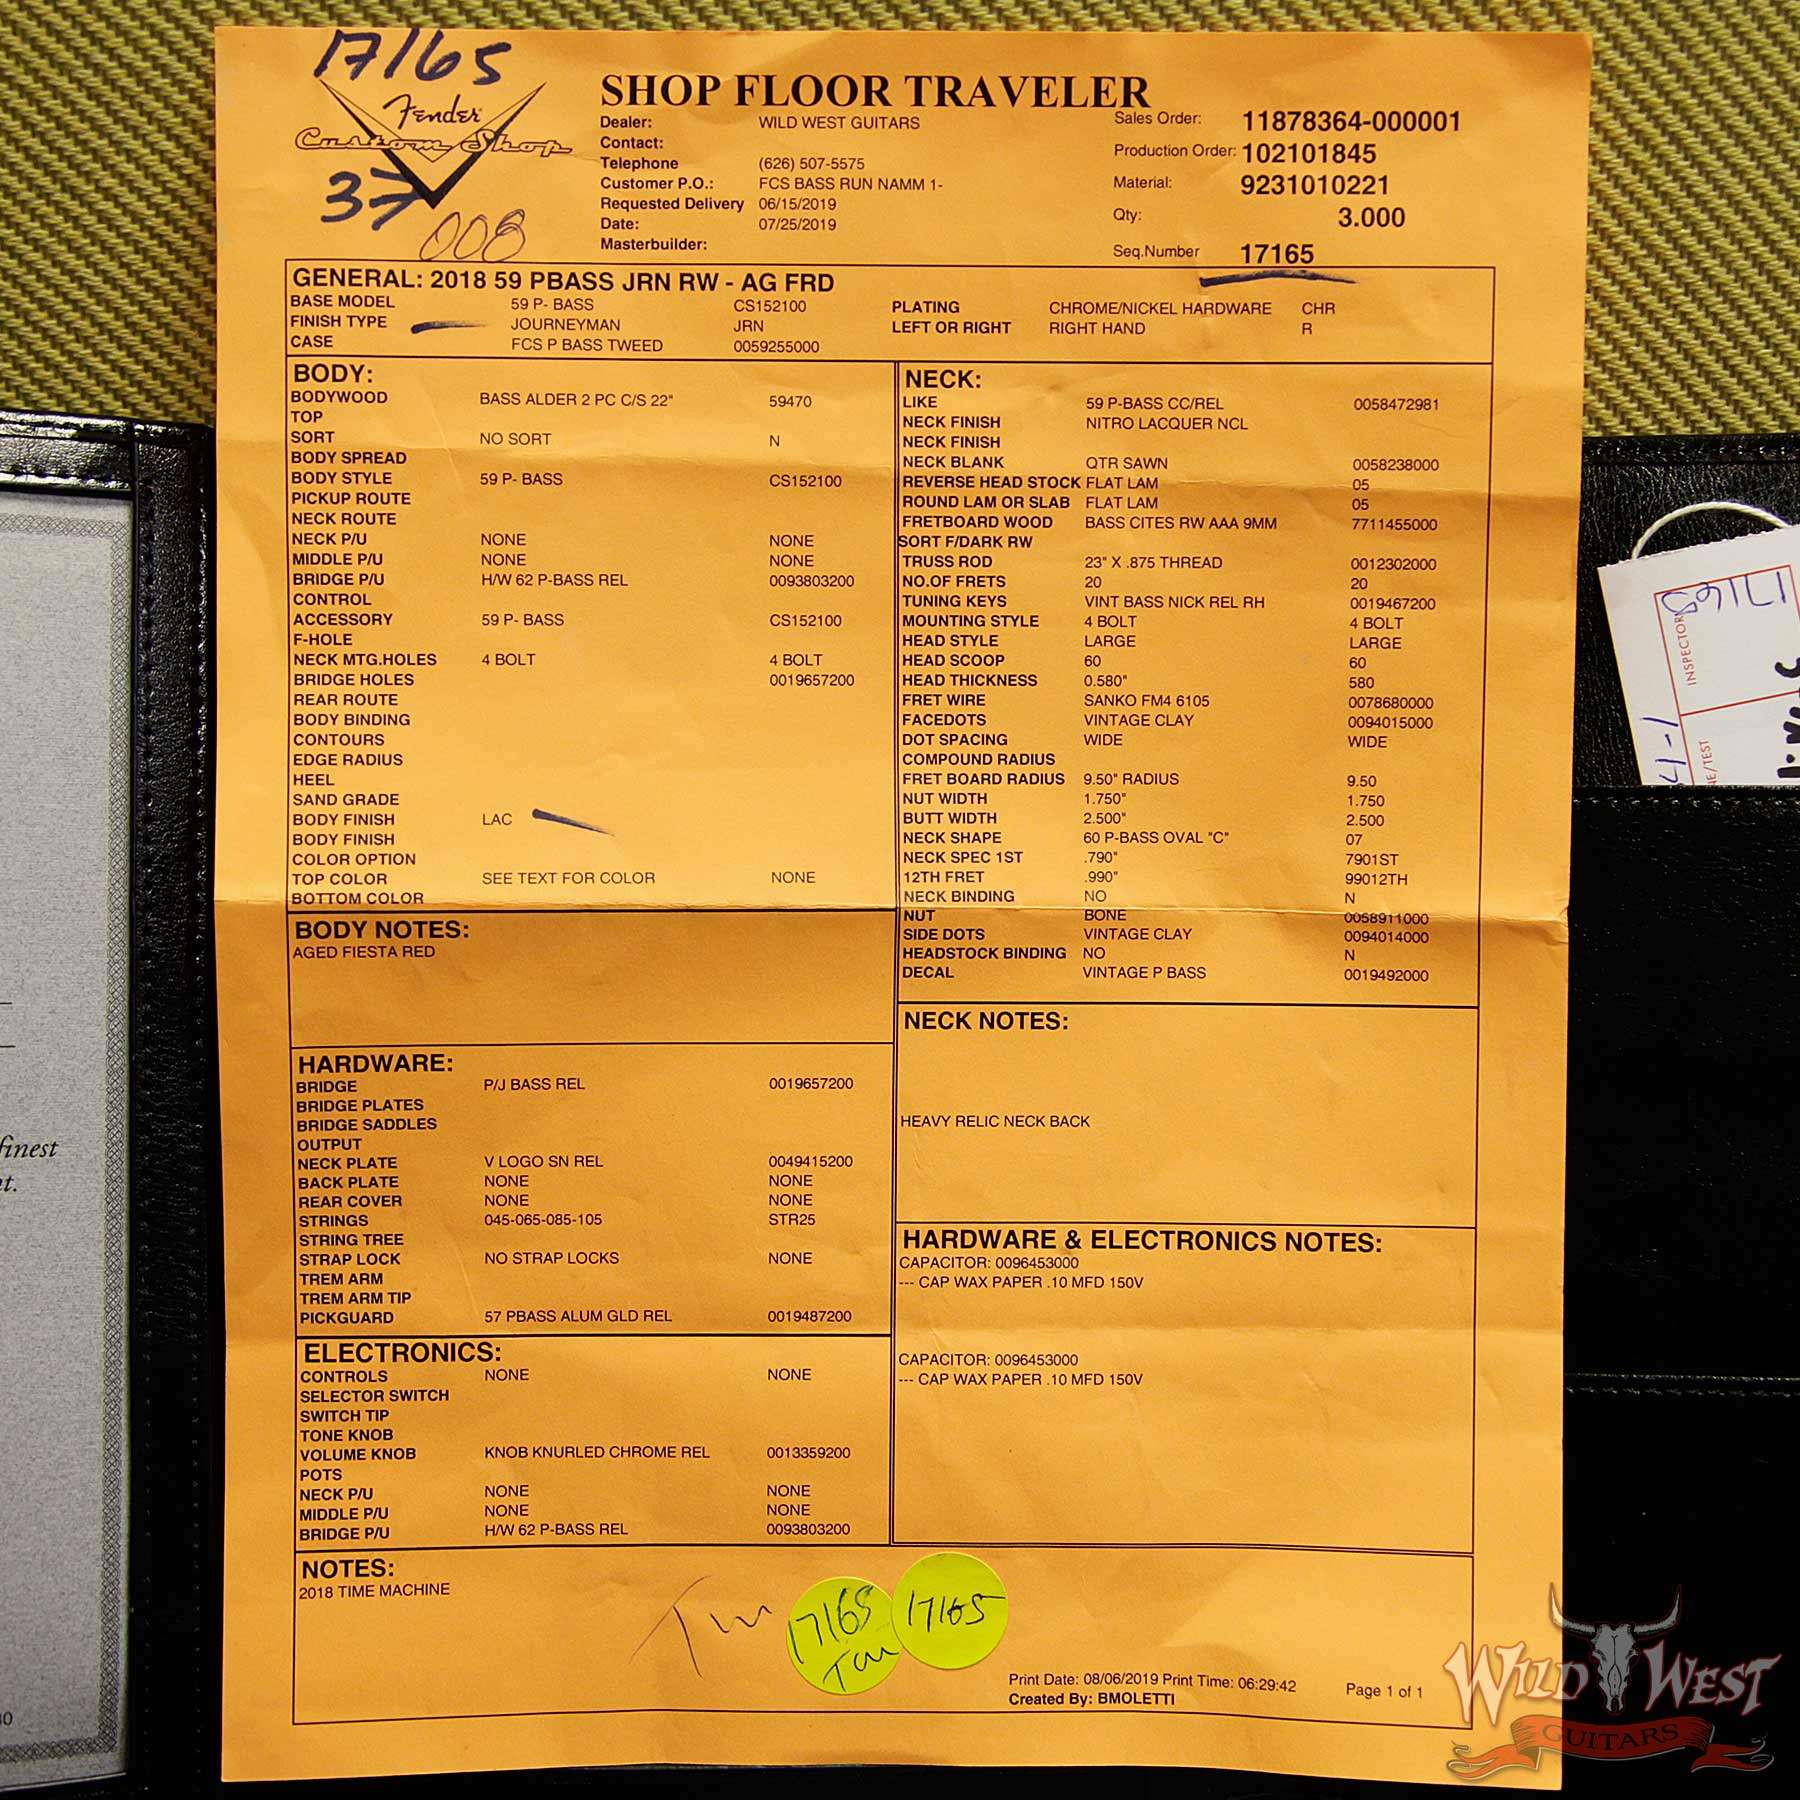 17165
Fender
Custom Shop
37
008
SHOP FLOOR TRAVELER
Dealer: WILD WEST GUITARS
Contact:
Telephone (626) 507-5575
Customer P.O.: FCS BASS RUN NAMM 1-
Requested Delivery 06/15/2019
Date: 07/25/2019
Masterbuilder:
Sales Order: 11878364-000001
Production Order: 102101845
Material: 9231010221
Qty: 3.000
Seq.Number 17165
GENERAL: 2018 59 PBASS JRN RW - AG FRD
BASE MODEL 59 P- BASS CS152100
FINISH TYPE JOURNEYMAN JRN
CASE FCS P BASS TWEED 0059255000
PLATING CHROME/NICKEL HARDWARE CHR
LEFT OR RIGHT RIGHT HAND R
BODY:
BODYWOOD BASS ALDER 2 PC C/S 22" 59470
TOP
SORT NO SORT N
BODY SPREAD
BODY STYLE 59 P- BASS CS152100
PICKUP ROUTE
NECK ROUTE
NECK P/U NONE NONE
MIDDLE P/U NONE NONE
BRIDGE P/U H/W 62 P-BASS REL 0093803200
CONTROL
ACCESSORY 59 P- BASS CS152100
F-HOLE
NECK MTG.HOLES 4 BOLT 4 BOLT
BRIDGE HOLES 0019657200
REAR ROUTE
BODY BINDING
CONTOURS
EDGE RADIUS
HEEL
SAND GRADE
BODY FINISH LAC
BODY FINISH
COLOR OPTION
TOP COLOR SEE TEXT FOR COLOR NONE
BOTTOM COLOR
BODY NOTES:
AGED FIESTA RED
HARDWARE:
BRIDGE P/J BASS REL 0019657200
BRIDGE PLATES
BRIDGE SADDLES
OUTPUT
NECK PLATE V LOGO SN REL 0049415200
BACK PLATE NONE NONE
REAR COVER NONE NONE
STRINGS 045-065-085-105 STR25
STRING TREE
STRAP LOCK NO STRAP LOCKS NONE
TREM ARM
TREM ARM TIP
PICKGUARD 57 PBASS ALUM GLD REL 0019487200
ELECTRONICS:
CONTROLS NONE NONE
SELECTOR SWITCH
SWITCH TIP
TONE KNOB
VOLUME KNOB KNOB KNURLED CHROME REL 0013359200
POTS
NECK P/U NONE NONE
MIDDLE P/U NONE NONE
BRIDGE P/U H/W 62 P-BASS REL 0093803200
NECK:
LIKE 59 P-BASS CC/REL 0058472981
NECK FINISH NITRO LACQUER NCL
NECK FINISH
NECK BLANK QTR SAWN 0058238000
REVERSE HEAD STOCK FLAT LAM 05
ROUND LAM OR SLAB FLAT LAM 05
FRETBOARD WOOD BASS CITES RW AAA 9MM 7711455000
SORT F/DARK RW
TRUSS ROD 23" X .875 THREAD 0012302000
NO.OF FRETS 20 20
TUNING KEYS VINT BASS NICK REL RH 0019467200
MOUNTING STYLE 4 BOLT 4 BOLT
HEAD STYLE LARGE LARGE
HEAD SCOOP 60 60
HEAD THICKNESS 0.580" 580
FRET WIRE SANKO FM4 6105 0078680000
FACEDOTS VINTAGE CLAY 0094015000
DOT SPACING WIDE WIDE
COMPOUND RADIUS
FRET BOARD RADIUS 9.50" RADIUS 9.50
NUT WIDTH 1.750" 1.750
BUTT WIDTH 2.500" 2.500
NECK SHAPE 60 P-BASS OVAL "C" 07
NECK SPEC 1ST .790" 7901ST
12TH FRET .990" 99012TH
NECK BINDING NO N
NUT BONE 0058911000
SIDE DOTS VINTAGE CLAY 0094014000
HEADSTOCK BINDING NO N
DECAL VINTAGE P BASS 0019492000
NECK NOTES:
HEAVY RELIC NECK BACK
HARDWARE & ELECTRONICS NOTES:
CAPACITOR: 0096453000
--- CAP WAX PAPER .10 MFD 150V
CAPACITOR: 0096453000
--- CAP WAX PAPER .10 MFD 150V
NOTES:
2018 TIME MACHINE
17165
17165
Print Date: 08/06/2019 Print Time: 06:29:42
Page 1 of 1
Created By: BMOLETTI
finest
INSPECTOR
17165
WILD WEST
GUITARS